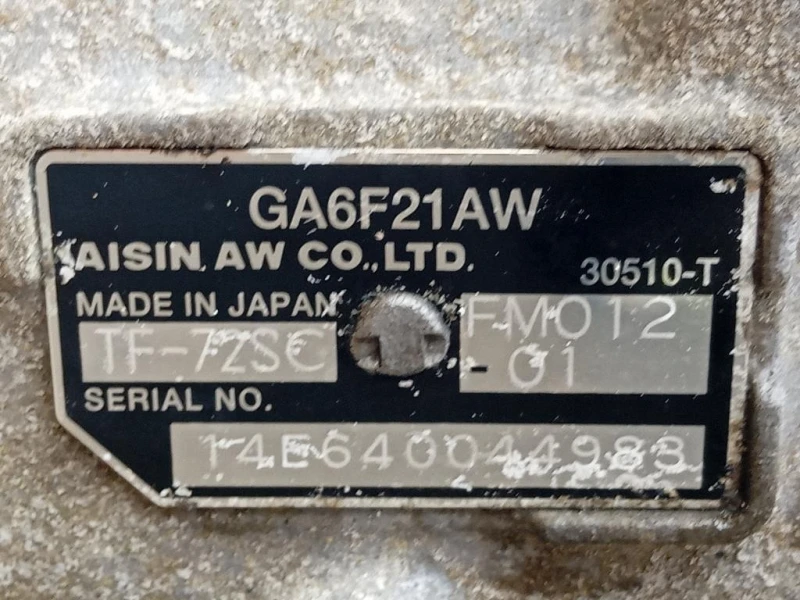 GA6F21AW
AISIN AW CO.,LTD.
30510-T
MADE IN JAPAN
FM012
TF-72SC
-01
SERIAL NO.
14E640044983